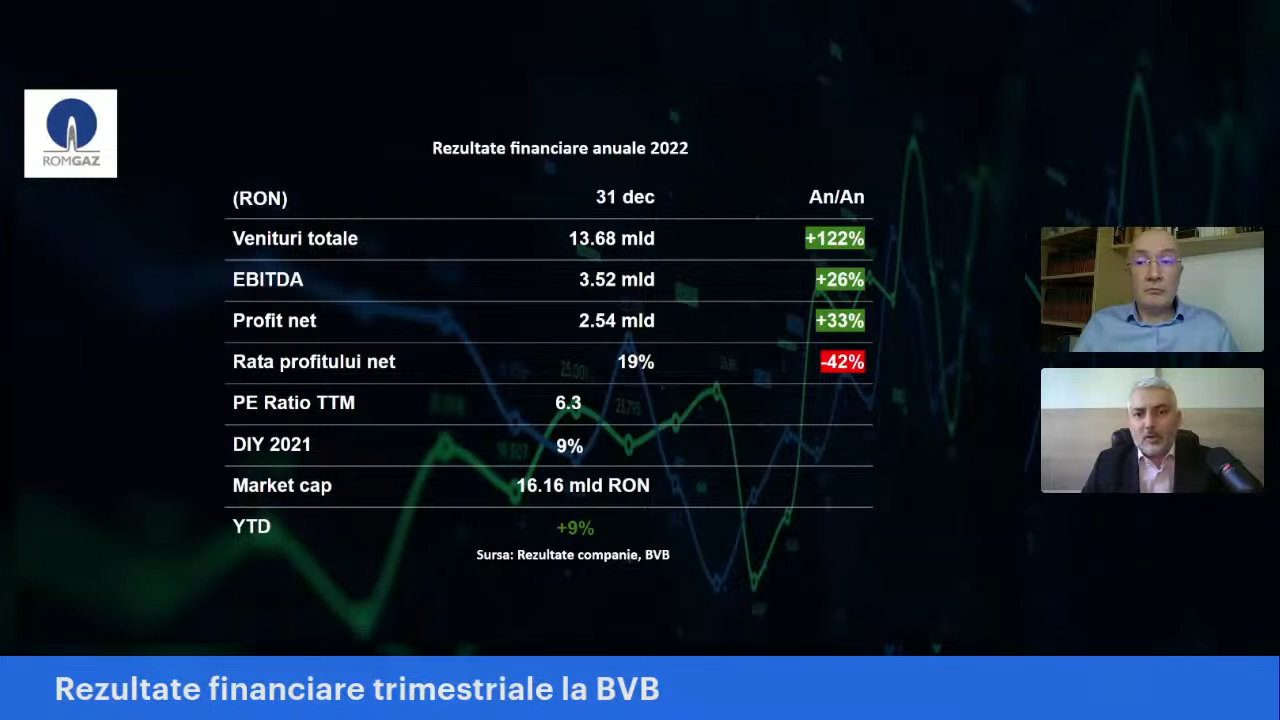 ROMGAZ
Rezultate financiare anuale 2022
(RON) 31 dec An/An
Venituri totale 13.68 mld +122%
EBITDA 3.52 mld +26%
Profit net 2.54 mld +33%
Rata profitului net 19% -42%
PE Ratio TTM 6.3
DIY 2021 9%
Market cap 16.16 mld RON
YTD +9%
Sursa: Rezultate companie, BVB
Rezultate financiare trimestriale la BVB